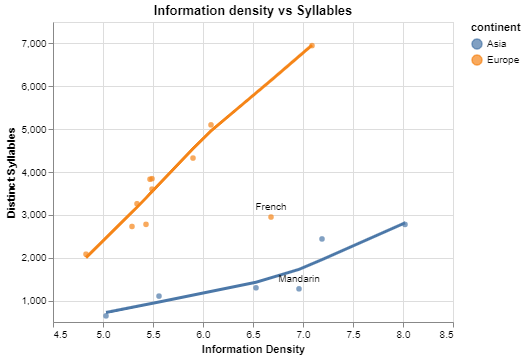 Information density vs Syllables
continent
Asia
Europe
7,000
6,000
5,000
4,000
3,000
2,000
1,000
Distinct Syllables
French
Mandarin
4.5 5.0 5.5 6.0 6.5 7.0 7.5 8.0 8.5
Information Density